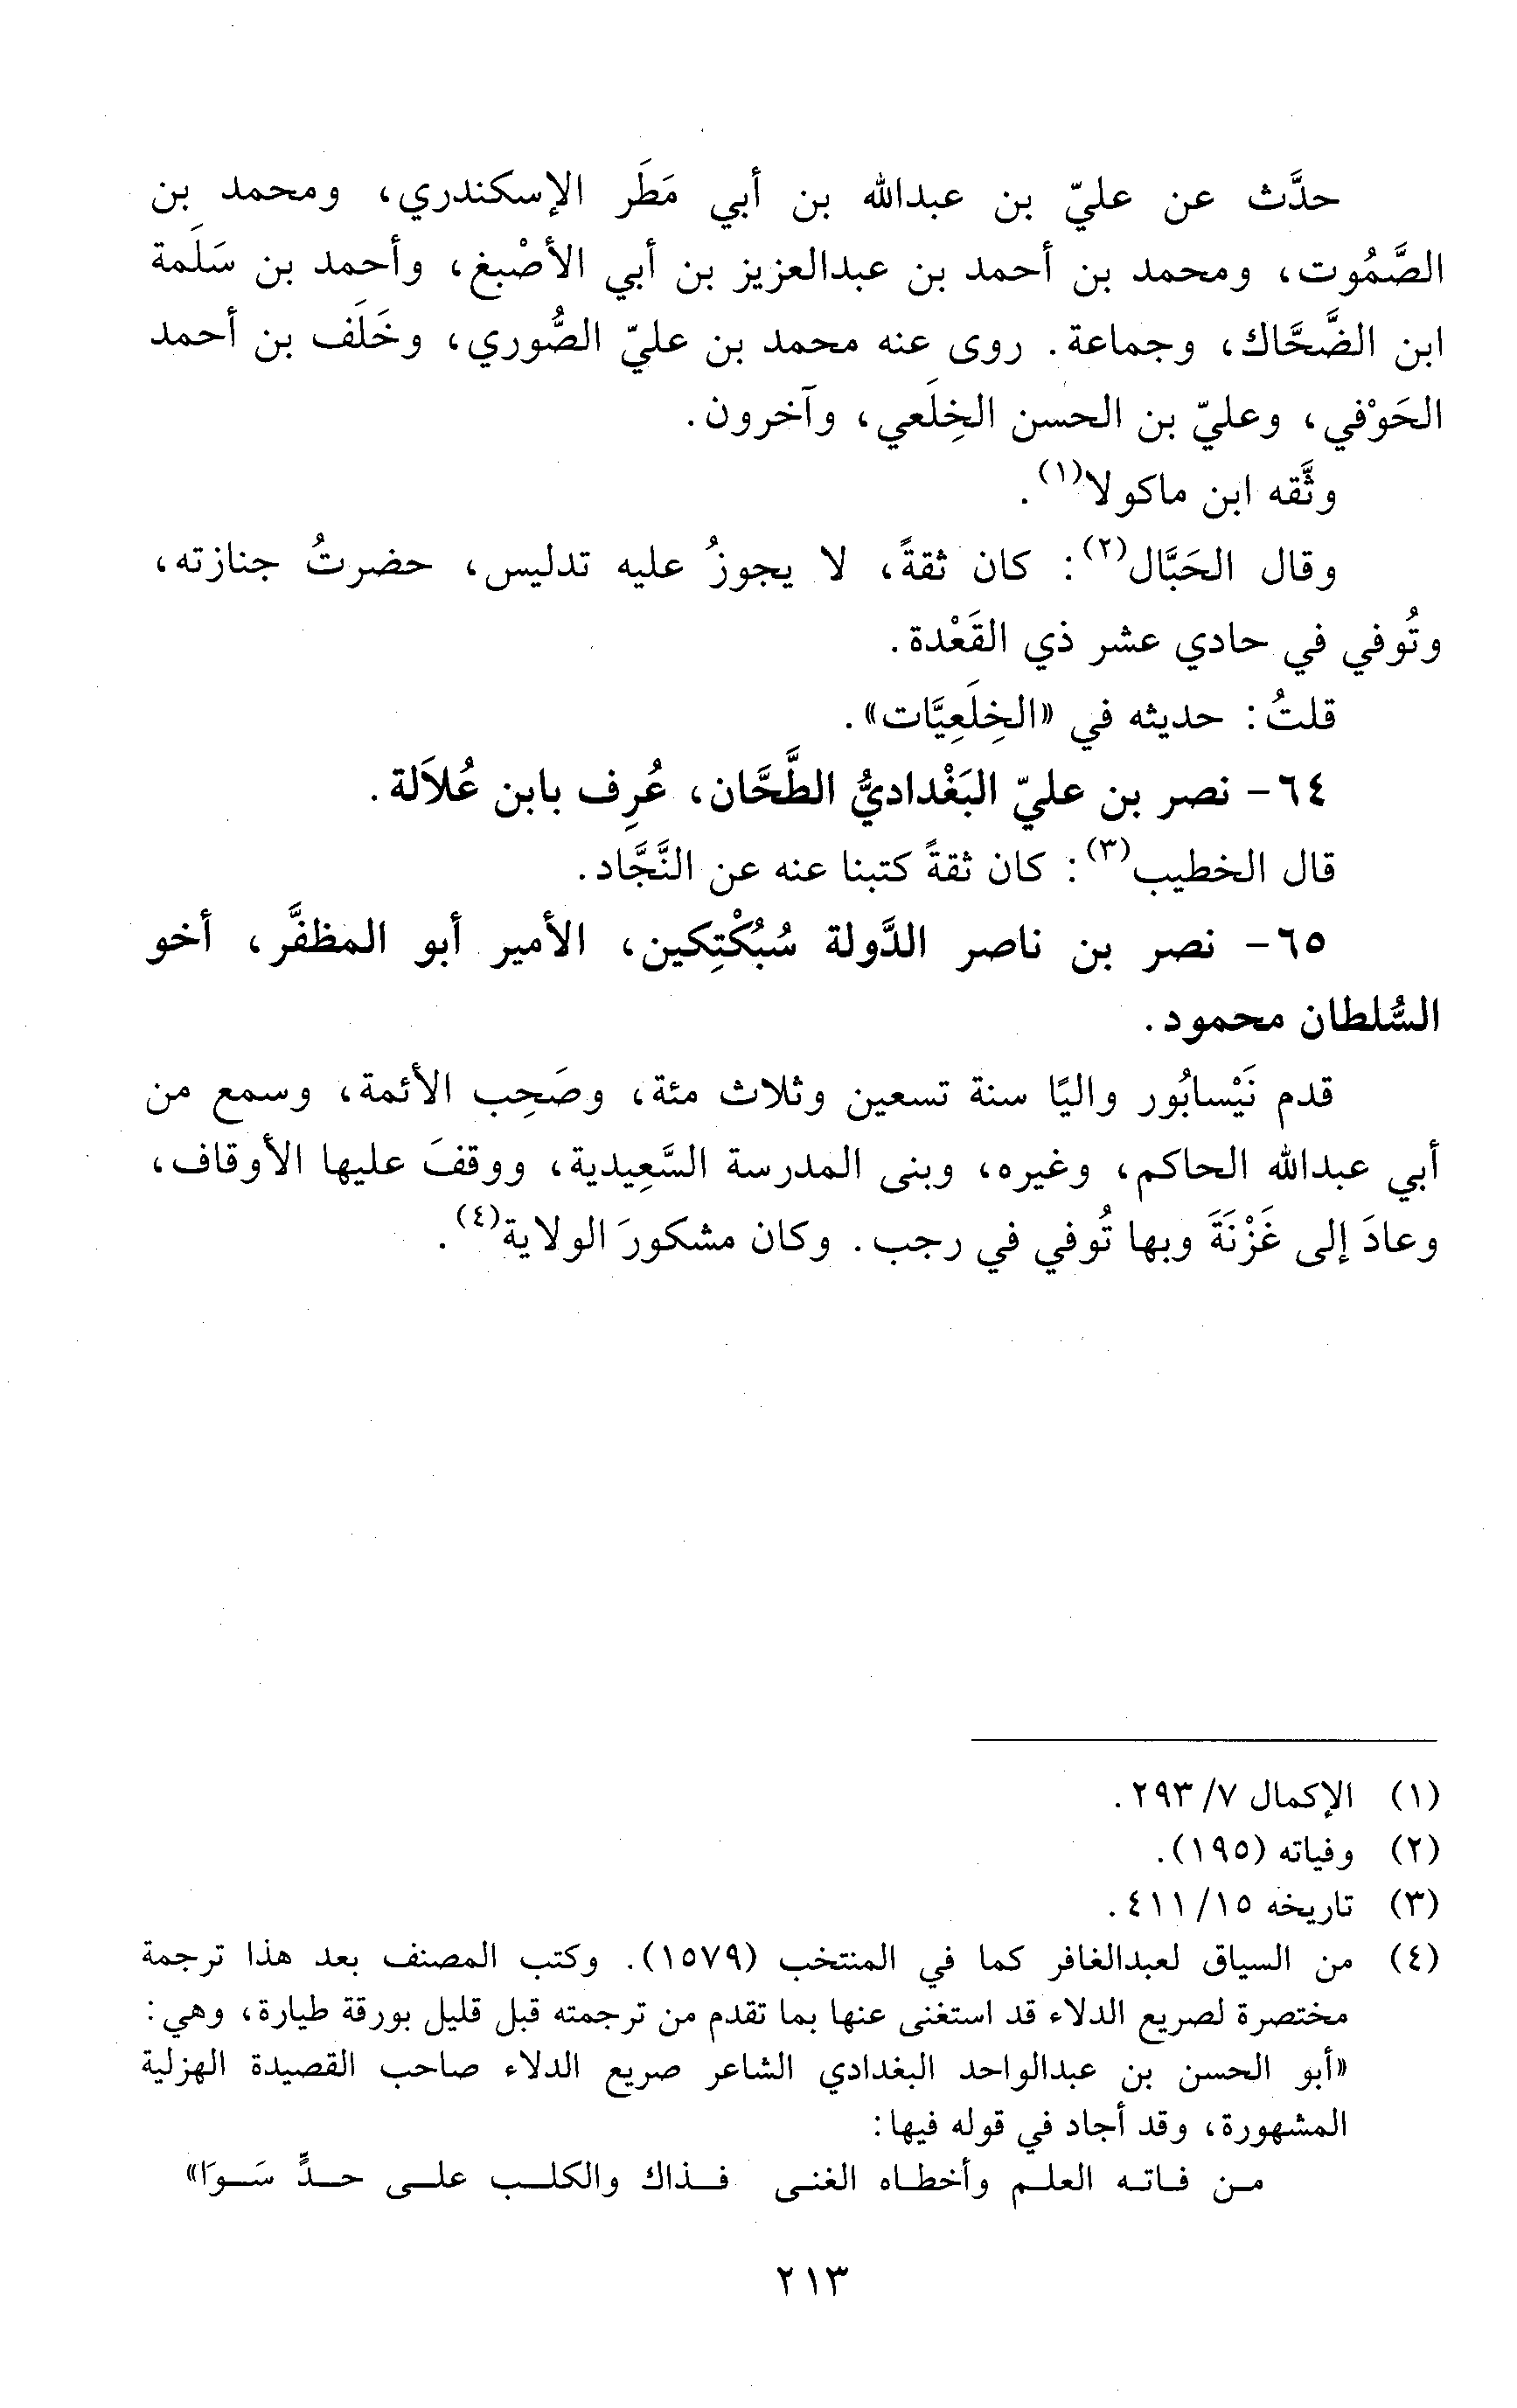 حدَّث عن عليّ بن عبدالله بن أبي مَطَر الإسكندري، ومحمد بن
الصَّمُوت، ومحمد بن أحمد بن عبدالعزيز بن أبي الأصْبغ، وأحمد بن سَلَمة
ابن الضَّحَّاك، وجماعة. روى عنه محمد بن عليّ الصُّوري، وخَلَف بن أحمد
الحَوْفي، وعليّ بن الحسن الخِلَعي، وآخرون.
وثَّقه ابن ماكولا(١).
وقال الحَبَّال(٢): كان ثقةً، لا يجوزُ عليه تدليس، حضرتُ جنازته،
وتُوفي في حادي عشر ذي القَعْدة.
قلتُ: حديثه في «الخِلَعِيَّات».
٦٤- نصر بن عليّ البَغْداديُّ الطَّحَّان، عُرِف بابن عُلاَلة.
قال الخطيب(٣): كان ثقةً كتبنا عنه عن النَّجَّاد.
٦٥- نصر بن ناصر الدَّولة سُبُكْتِكين، الأمير أبو المظفَّر، أخو
السُّلطان محمود.
قدم نَيْسابُور واليًا سنة تسعين وثلاث مئة، وصَحِب الأئمة، وسمع من
أبي عبدالله الحاكم، وغيره، وبنى المدرسة السَّعِيدية، ووقفَ عليها الأوقاف،
وعادَ إلى غَزْنَةَ وبها تُوفي في رجب. وكان مشكورَ الولاية(٤).
(١) الإكمال ٧/ ٢٩٣.
(٢) وفياته (١٩٥).
(٣) تاريخه ١٥/ ٤١١.
(٤) من السياق لعبدالغافر كما في المنتخب (١٥٧٩). وكتب المصنف بعد هذا ترجمة
مختصرة لصريع الدلاء قد استغنى عنها بما تقدم من ترجمته قبل قليل بورقة طيارة، وهي:
«أبو الحسن بن عبدالواحد البغدادي الشاعر صريع الدلاء صاحب القصيدة الهزلية
المشهورة، وقد أجاد في قوله فيها:
من فاته العلم وأخطاه الغنى فذاك والكلب على حدٍّ سَوَا»
٢١٣